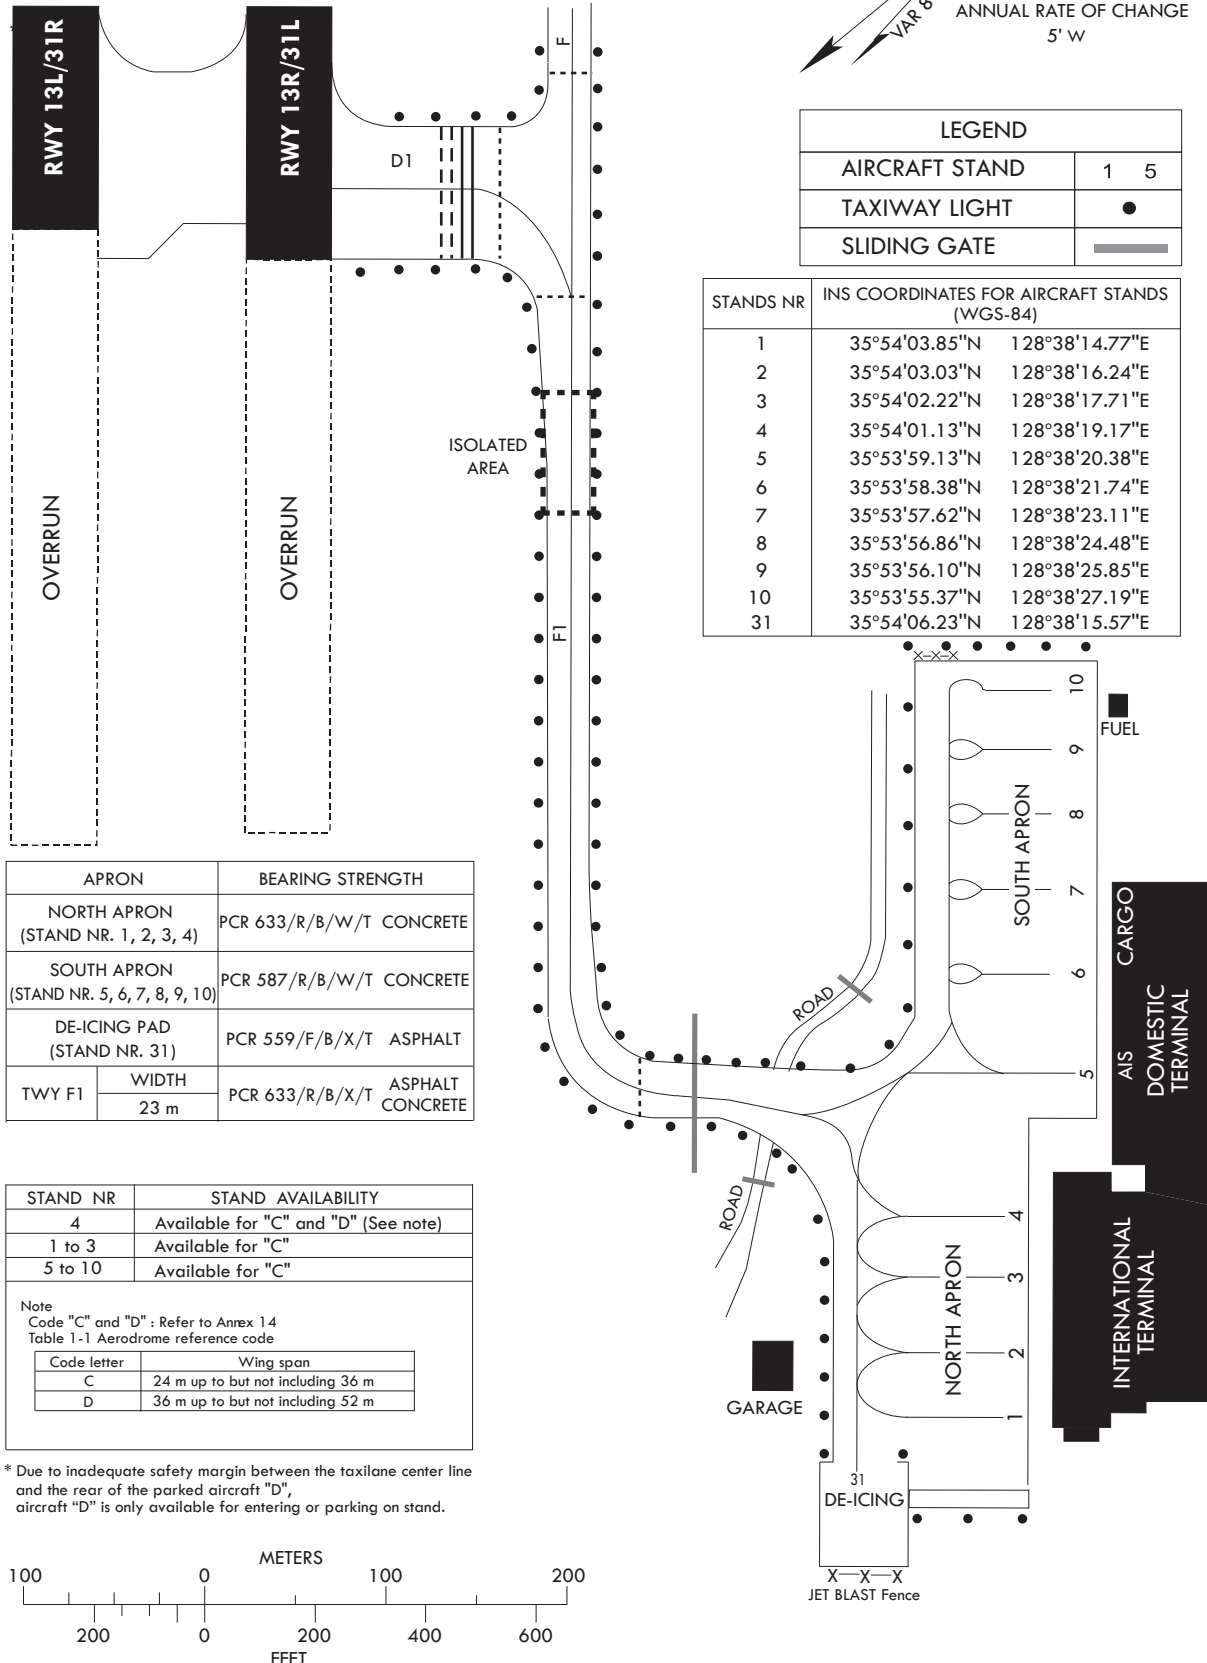 VAR 8
ANNUAL RATE OF CHANGE
5' W
RWY 13L/31R
RWY 13R/31L
F
D1
LEGEND
AIRCRAFT STAND 1 5
TAXIWAY LIGHT
SLIDING GATE
STANDS NR INS COORDINATES FOR AIRCRAFT STANDS
(WGS-84)
1 35°54'03.85"N 128°38'14.77"E
2 35°54'03.03"N 128°38'16.24"E
3 35°54'02.22"N 128°38'17.71"E
4 35°54'01.13"N 128°38'19.17"E
5 35°53'59.13"N 128°38'20.38"E
6 35°53'58.38"N 128°38'21.74"E
7 35°53'57.62"N 128°38'23.11"E
8 35°53'56.86"N 128°38'24.48"E
9 35°53'56.10"N 128°38'25.85"E
10 35°53'55.37"N 128°38'27.19"E
31 35°54'06.23"N 128°38'15.57"E
ISOLATED
AREA
OVERRUN
OVERRUN
F1
10
FUEL
9
8
SOUTH APRON
7
6
CARGO
ROAD
DOMESTIC
TERMINAL
AIS
5
APRON BEARING STRENGTH
NORTH APRON
(STAND NR. 1, 2, 3, 4) PCR 633/R/B/W/T CONCRETE
SOUTH APRON
(STAND NR. 5, 6, 7, 8, 9, 10) PCR 587/R/B/W/T CONCRETE
DE-ICING PAD
(STAND NR. 31) PCR 559/F/B/X/T ASPHALT
TWY F1 WIDTH
23 m PCR 633/R/B/X/T ASPHALT
CONCRETE
ROAD
4
3
NORTH APRON
2
1
INTERNATIONAL
TERMINAL
GARAGE
31
DE-ICING
X X X
JET BLAST Fence
STAND NR STAND AVAILABILITY
4 Available for "C" and "D" (See note)
1 to 3 Available for "C"
5 to 10 Available for "C"
Note
Code "C" and "D" : Refer to Annex 14
Table 1-1 Aerodrome reference code
Code letter Wing span
C 24 m up to but not including 36 m
D 36 m up to but not including 52 m
* Due to inadequate safety margin between the taxilane center line
and the rear of the parked aircraft "D",
aircraft “D” is only available for entering or parking on stand.
METERS
100 0 100 200
200 0 200 400 600
FEET